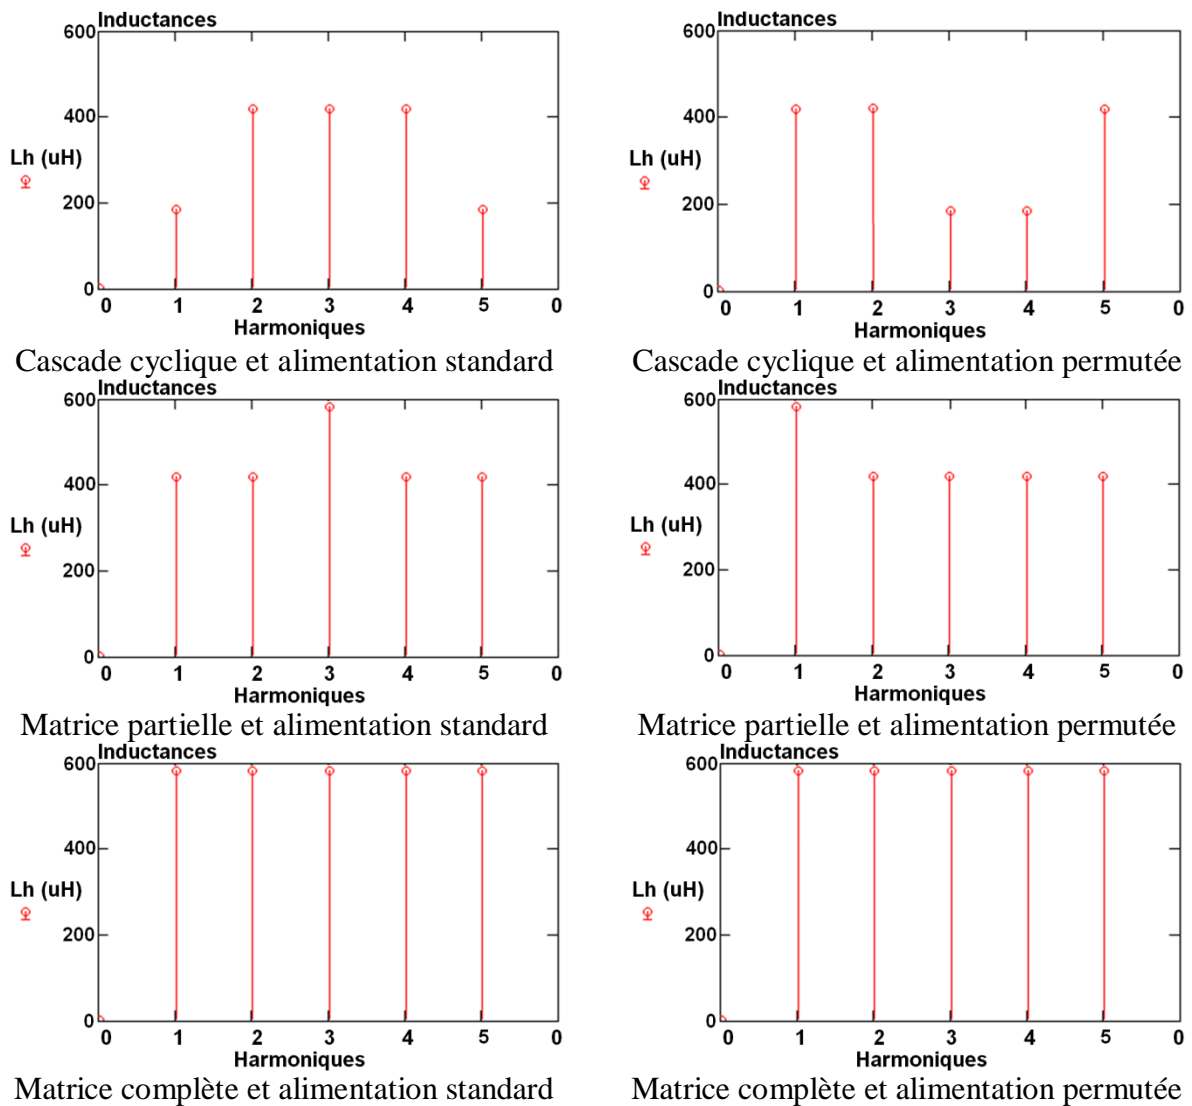 Inductances
600
400
Lh (uH)
200
0
0 1 2 3 4 5 0
Harmoniques
Cascade cyclique et alimentation standard
Inductances
600
400
Lh (uH)
200
0
0 1 2 3 4 5 0
Harmoniques
Cascade cyclique et alimentation permutée
Inductances
600
400
Lh (uH)
200
0
0 1 2 3 4 5 0
Harmoniques
Matrice partielle et alimentation standard
Inductances
600
400
Lh (uH)
200
0
0 1 2 3 4 5 0
Harmoniques
Matrice partielle et alimentation permutée
Inductances
600
400
Lh (uH)
200
0
0 1 2 3 4 5 0
Harmoniques
Matrice complète et alimentation standard
Inductances
600
400
Lh (uH)
200
0
0 1 2 3 4 5 0
Harmoniques
Matrice complète et alimentation permutée